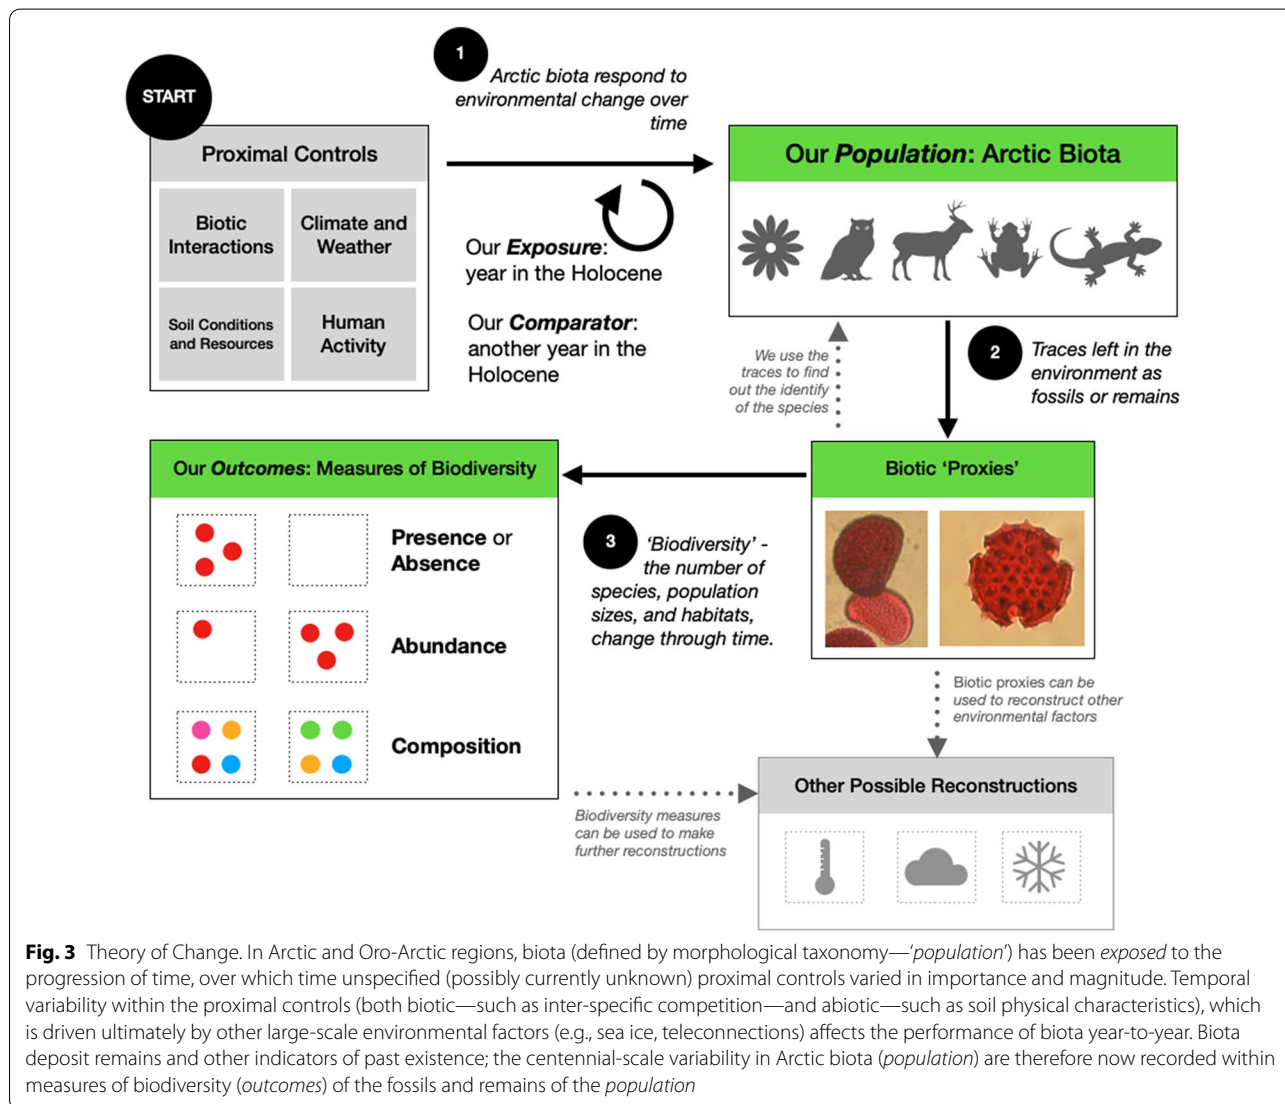 START
1
Arctic biota respond to
environmental change over
time
Proximal Controls
Biotic
Interactions
Climate and
Weather
Soil Conditions
and Resources
Human
Activity
Our Exposure:
year in the Holocene
Our Comparator:
another year in the
Holocene
Our Population: Arctic Biota
We use the
traces to find
out the identify
of the species
2
Traces left in the
environment as
fossils or remains
Biotic ‘Proxies’
3
‘Biodiversity’ -
the number of
species, population
sizes, and habitats,
change through time.
Our Outcomes: Measures of Biodiversity
Presence or
Absence
Abundance
Composition
Biotic proxies can be
used to reconstruct other
environmental factors
Biodiversity measures
can be used to make
further reconstructions
Other Possible Reconstructions
Fig. 3 Theory of Change. In Arctic and Oro-Arctic regions, biota (defined by morphological taxonomy—‘population’) has been exposed to the
progression of time, over which time unspecified (possibly currently unknown) proximal controls varied in importance and magnitude. Temporal
variability within the proximal controls (both biotic—such as inter-specific competition—and abiotic—such as soil physical characteristics), which
is driven ultimately by other large-scale environmental factors (e.g., sea ice, teleconnections) affects the performance of biota year-to-year. Biota
deposit remains and other indicators of past existence; the centennial-scale variability in Arctic biota (population) are therefore now recorded within
measures of biodiversity (outcomes) of the fossils and remains of the population